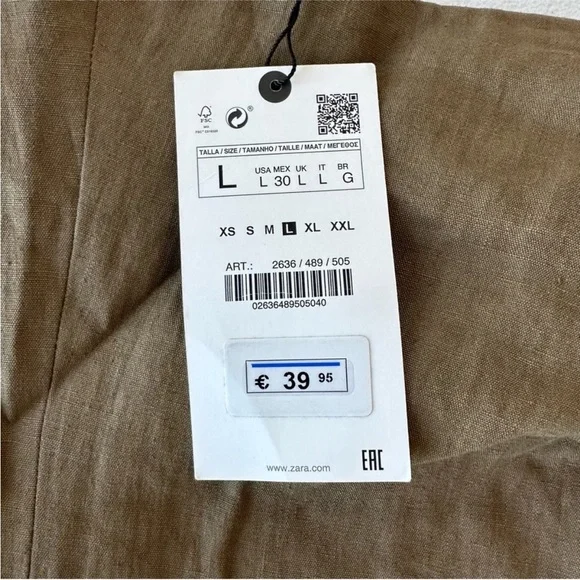 FSC
TALLA / SIZE / TAMANHO / TAILLE / MAAT / ΜΕΓΕΘΟΣ
L
USA MEX UK IT BR
L 30 L L G
XS S M L XL XXL
ART.: 2636 / 489 / 505
02636489505040
€ 39 95
www.zara.com
EAC